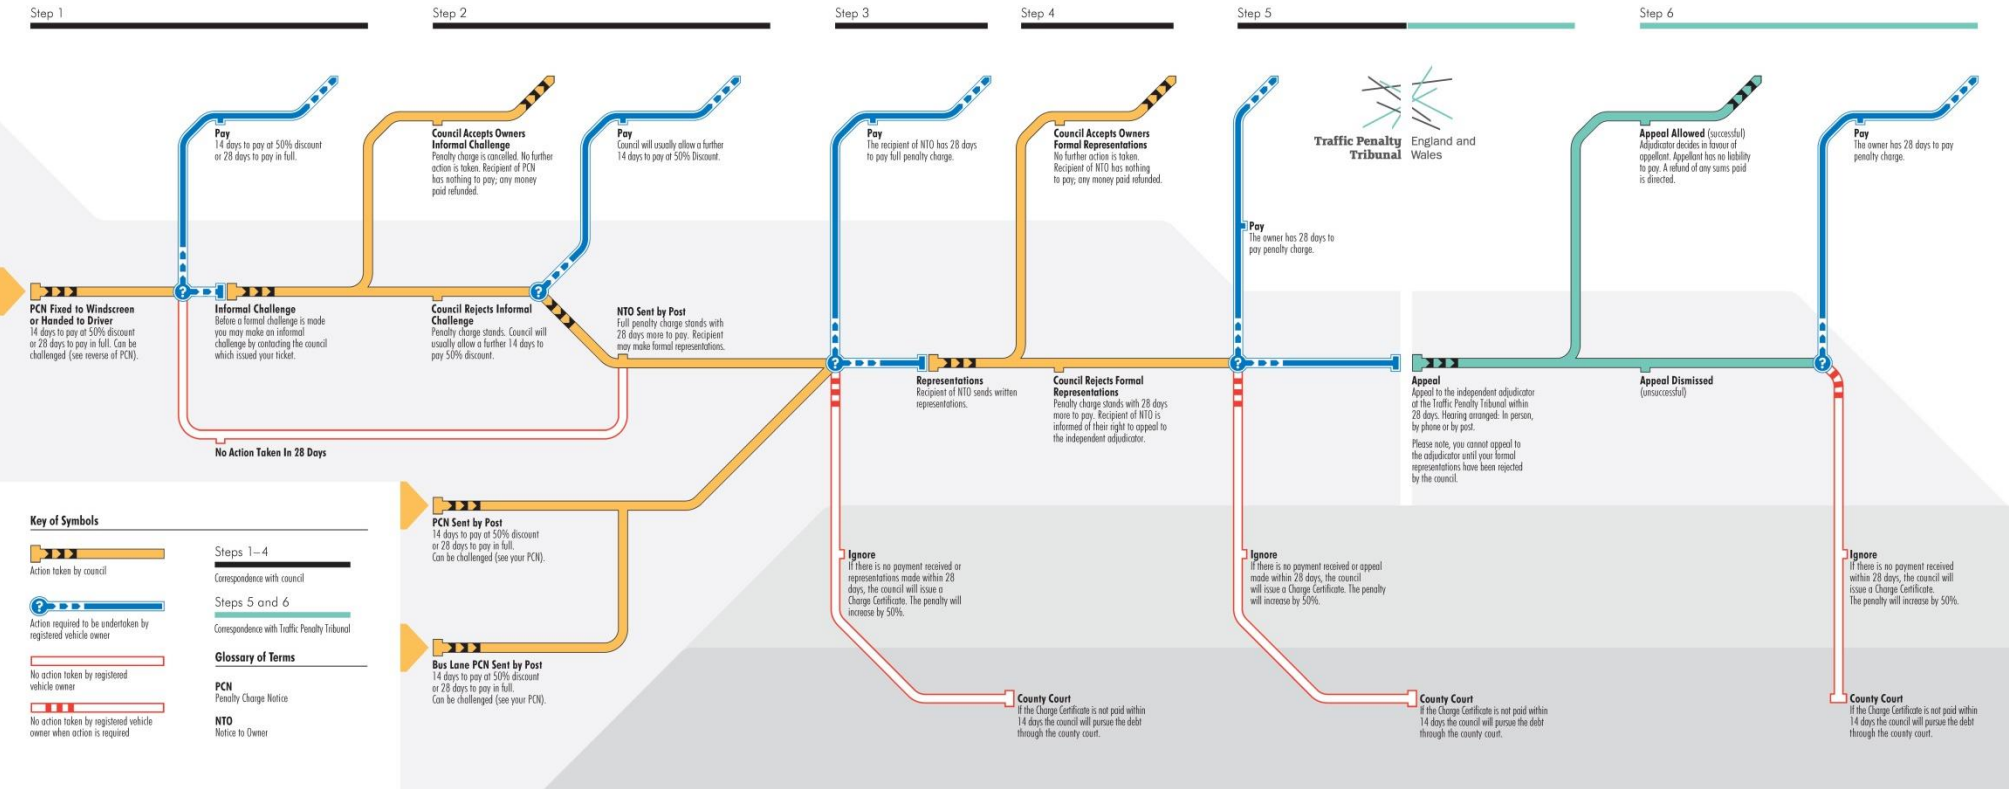 Step 1
Step 2
Step 3
Step 4
Step 5
Step 6
Pay
14 days to pay at 50% discount
or 28 days to pay in full.
Council Accepts Owners
Informal Challenge
Penalty charge is cancelled. No further
action is taken. Recipient of PCN
has nothing to pay; any money
paid refunded.
Pay
Council will usually allow a further
14 days to pay at 50% Discount.
Pay
The recipient of NTO has 28 days
to pay full penalty charge.
Council Accepts Owners
Formal Representations
No further action is taken.
Recipient of NTO has nothing
to pay; any money paid refunded.
Pay
The owner has 28 days to
pay penalty charge.
Traffic Penalty
Tribunal
England and
Wales
Appeal Allowed (successful)
Adjudicator decides in favour of
appellant. Appellant has no liability
to pay. A refund of any sums paid
is directed.
Pay
The owner has 28 days to pay
penalty charge.
PCN Fixed to Windscreen
or Handed to Driver
14 days to pay at 50% discount
or 28 days to pay in full. Can be
challenged (see reverse of PCN).
?
Informal Challenge
Before a formal challenge is made
you may make an informal
challenge by contacting the council
which issued your ticket.
Council Rejects Informal
Challenge
Penalty charge stands. Council will
usually allow a further 14 days to
pay 50% discount.
?
NTO Sent by Post
Full penalty charge stands with
28 days more to pay. Recipient
may make formal representations.
?
Representations
Recipient of NTO sends written
representations.
Council Rejects Formal
Representations
Penalty charge stands with 28 days
more to pay. Recipient of NTO is
informed of their right to appeal to
the independent adjudicator.
?
Appeal
Appeal to the independent adjudicator
at the Traffic Penalty Tribunal within
28 days. Hearing arranged: In person,
by phone or by post.
Please note, you cannot appeal to
the adjudicator until your formal
representations have been rejected
by the council.
Appeal Dismissed
(unsuccessful)
?
No Action Taken In 28 Days
PCN Sent by Post
14 days to pay at 50% discount
or 28 days to pay in full.
Can be challenged (see your PCN).
Bus Lane PCN Sent by Post
14 days to pay at 50% discount
or 28 days to pay in full.
Can be challenged (see your PCN).
Ignore
If there is no payment received or
representations made within 28
days, the council will issue a
Charge Certificate. The penalty will
increase by 50%.
County Court
If the Charge Certificate is not paid within
14 days the council will pursue the debt
through the county court.
Ignore
If there is no payment received or appeal
made within 28 days, the council
will issue a Charge Certificate. The penalty
will increase by 50%.
County Court
If the Charge Certificate is not paid within
14 days the council will pursue the debt
through the county court.
Ignore
If there is no payment received
within 28 days, the council will
issue a Charge Certificate.
The penalty will increase by 50%.
County Court
If the Charge Certificate is not paid within
14 days the council will pursue the debt
through the county court.
Key of Symbols
Action taken by council
?
Action required to be undertaken by
registered vehicle owner
No action taken by registered
vehicle owner
No action taken by registered vehicle
owner when action is required
Steps 1–4
Correspondence with council
Steps 5 and 6
Correspondence with Traffic Penalty Tribunal
Glossary of Terms
PCN
Penalty Charge Notice
NTO
Notice to Owner